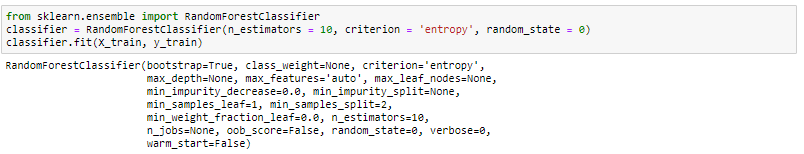 from sklearn.ensemble import RandomForestClassifier
classifier = RandomForestClassifier(n_estimators = 10, criterion = 'entropy', random_state = 0)
classifier.fit(X_train, y_train)
RandomForestClassifier(bootstrap=True, class_weight=None, criterion='entropy',
max_depth=None, max_features='auto', max_leaf_nodes=None,
min_impurity_decrease=0.0, min_impurity_split=None,
min_samples_leaf=1, min_samples_split=2,
min_weight_fraction_leaf=0.0, n_estimators=10,
n_jobs=None, oob_score=False, random_state=0, verbose=0,
warm_start=False)